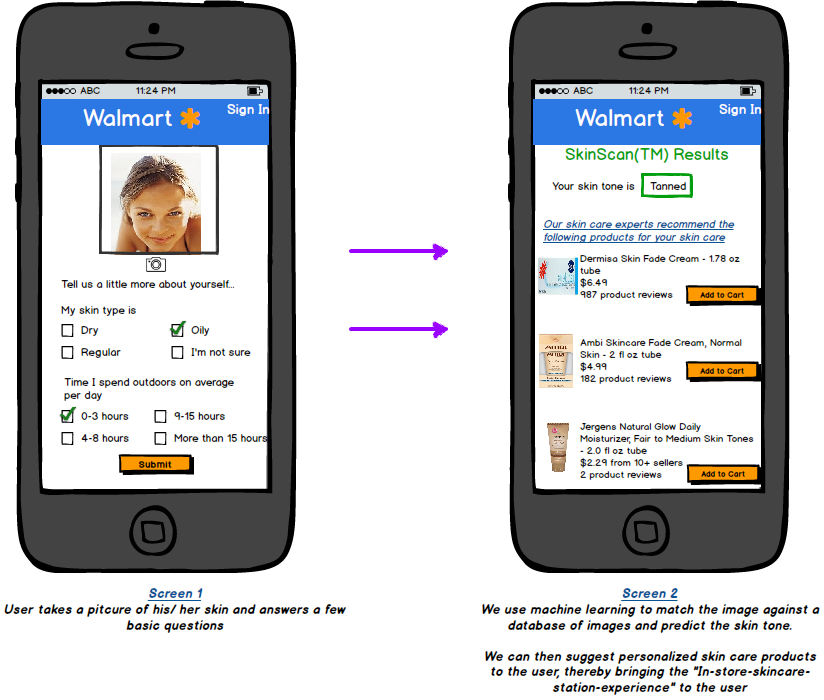 ABC 11:24 PM
Walmart
Sign In
Tell us a little more about yourself...
My skin type is
Dry Oily
Regular I'm not sure
Time I spend outdoors on average
per day
0-3 hours 9-15 hours
4-8 hours More than 15 hours
Submit
Screen 1
User takes a pitcure of his/ her skin and answers a few
basic questions
ABC 11:24 PM
Walmart
Sign In
SkinScan(TM) Results
Your skin tone is Tanned
Our skin care experts recommend the
following products for your skin care
Dermisa Skin Fade Cream - 1.78 oz
tube
$6.49
987 product reviews
Add to Cart
Ambi Skincare Fade Cream, Normal
Skin - 2 fl oz tube
$4.99
182 product reviews
Add to Cart
Jergens Natural Glow Daily
Moisturizer, Fair to Medium Skin Tones
- 2.0 fl oz tube
$2.29 from 10+ sellers
2 product reviews
Add to Cart
Screen 2
We use machine learning to match the image against a
database of images and predict the skin tone.
We can then suggest personalized skin care products
to the user, thereby bringing the "In-store-skincare-
station-experience" to the user